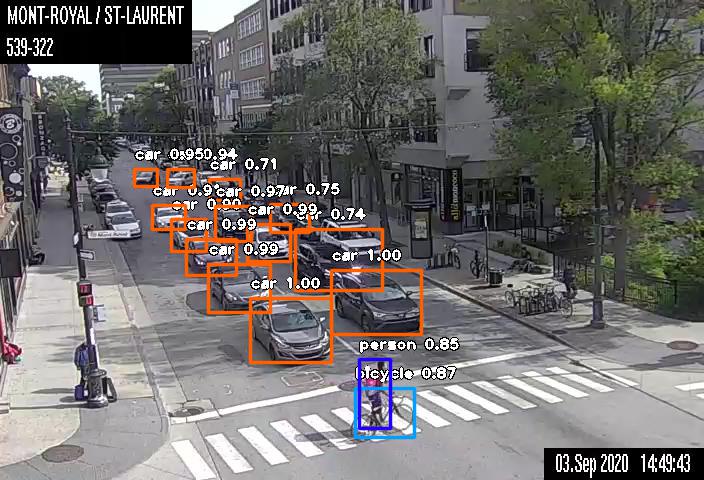 MONT-ROYAL / ST-LAURENT
539-322
car 0.94
car 0.71
car 0.97
car 0.75
car 0.99
car 0.74
car 0.99
car 0.99
car 1.00
car 1.00
person 0.85
bicycle 0.87
03.Sep 2020 14:49:43